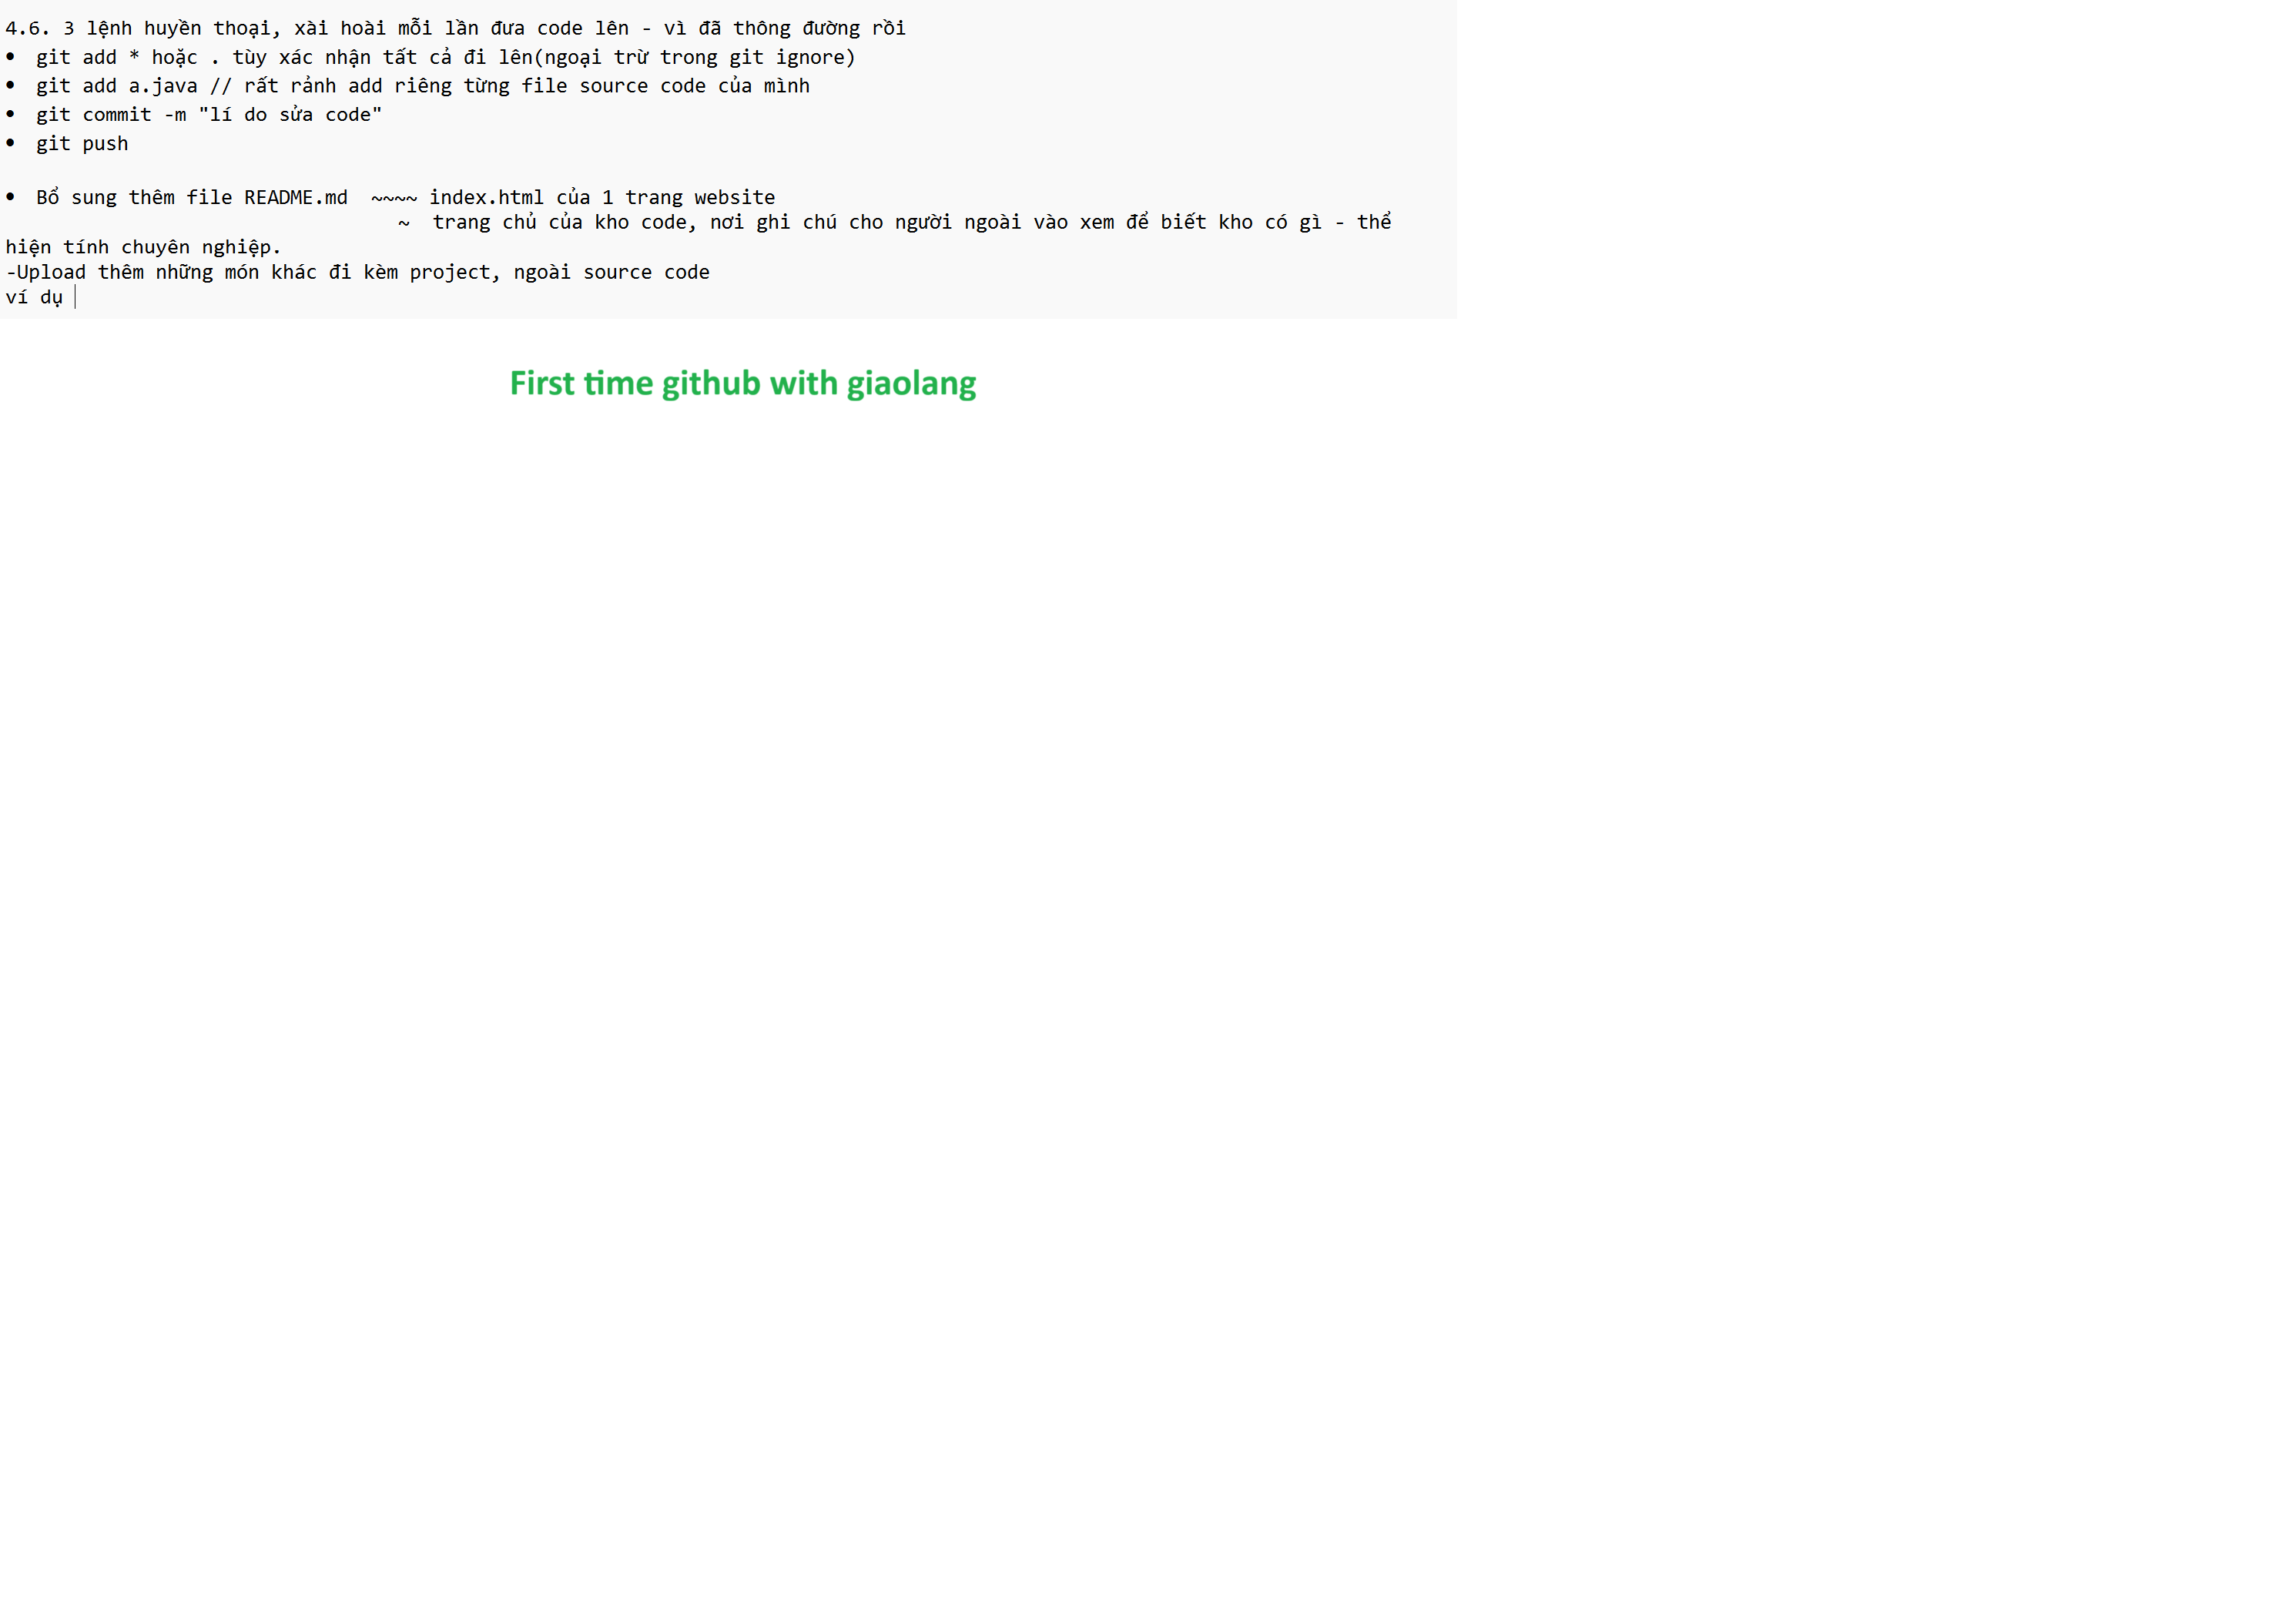 4.6. 3 lệnh huyền thoại, xài hoài mỗi lần đưa code lên - vì đã thông đường rồi
• git add * hoặc . tùy xác nhận tất cả đi lên(ngoại trừ trong git ignore)
• git add a.java // rất rảnh add riêng từng file source code của mình
• git commit -m "lí do sửa code"
• git push
• Bổ sung thêm file README.md ~~~~ index.html của 1 trang website
~ trang chủ của kho code, nơi ghi chú cho người ngoài vào xem để biết kho có gì - thể
hiện tính chuyên nghiệp.
-Upload thêm những món khác đi kèm project, ngoài source code
ví dụ
First time github with giaolang